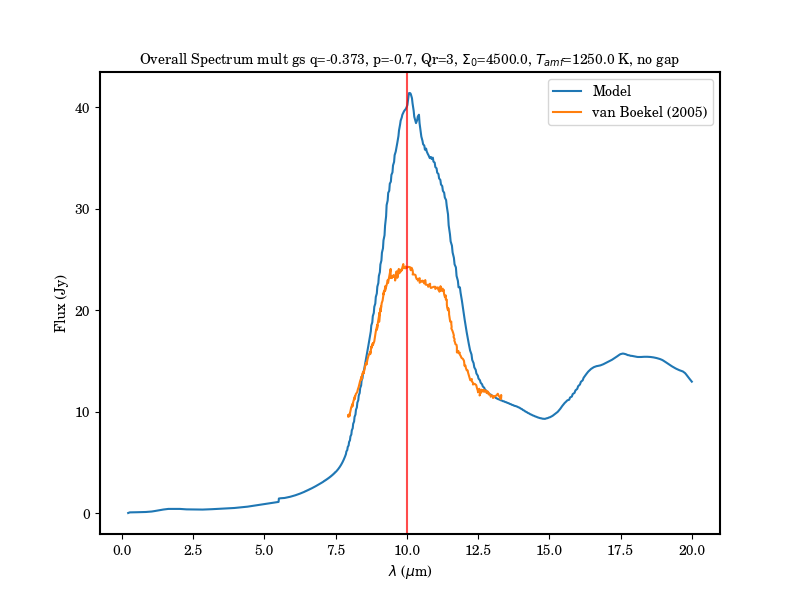 Overall Spectrum mult gs q=-0.373, p=-0.7, Qr=3, Σ₀=4500.0, T_amf=1250.0 K, no gap
Model
van Boekel (2005)
40
30
20
10
0
Flux (Jy)
0.0 2.5 5.0 7.5 10.0 12.5 15.0 17.5 20.0
λ (μm)